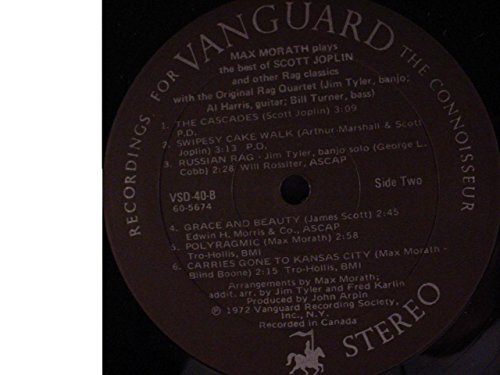 RECORDINGS FOR VANGUARD THE CONNOISSEUR
MAX MORATH plays
the best of SCOTT JOPLIN
and other Rag classics
with the Original Rag Quartet (Jim Tyler, banjo;
Al Harris, guitar; Bill Turner, bass)
1. THE CASCADES (Scott Joplin) 3:09
P.D.
2. SWIPESY CAKE WALK (Arthur Marshall & Scott
Joplin) 3:13 P.D.
3. RUSSIAN RAG - Jim Tyler, banjo solo (George L.
Cobb) 2:28 Will Rossiter, ASCAP
VSD-40-B
60-5674
Side Two
4. GRACE AND BEAUTY (James Scott) 2:45
Edwin H. Morris & Co., ASCAP
5. POLYRAGMIC (Max Morath) 2:58
Tro-Hollis, BMI
6. CARRIES GONE TO KANSAS CITY (Max Morath -
Blind Boone) 2:15 Tro-Hollis, BMI
Arrangements by Max Morath;
addit. arr. by Jim Tyler and Fred Karlin
Produced by John Arpin
℗ 1972 Vanguard Recording Society,
Inc., N.Y.
Recorded in Canada
STEREO